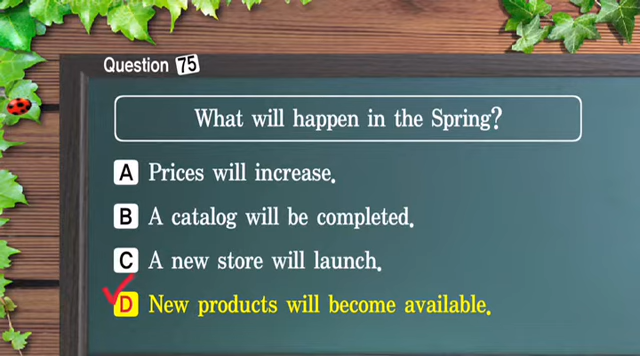 Question 75
What will happen in the Spring?
A Prices will increase.
B A catalog will be completed.
C A new store will launch.
D New products will become available.